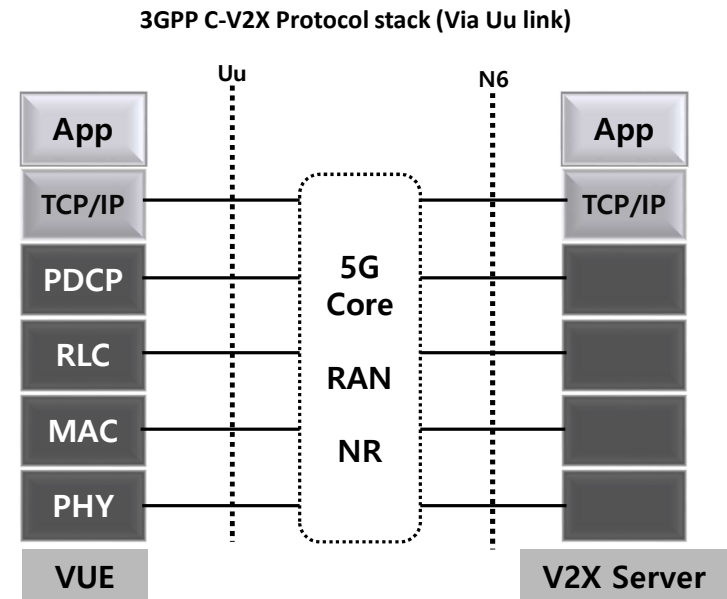 3GPP C-V2X Protocol stack (Via Uu link)
Uu
N6
App
App
TCP/IP
TCP/IP
PDCP
5G
Core
RLC
RAN
MAC
NR
PHY
VUE
V2X Server